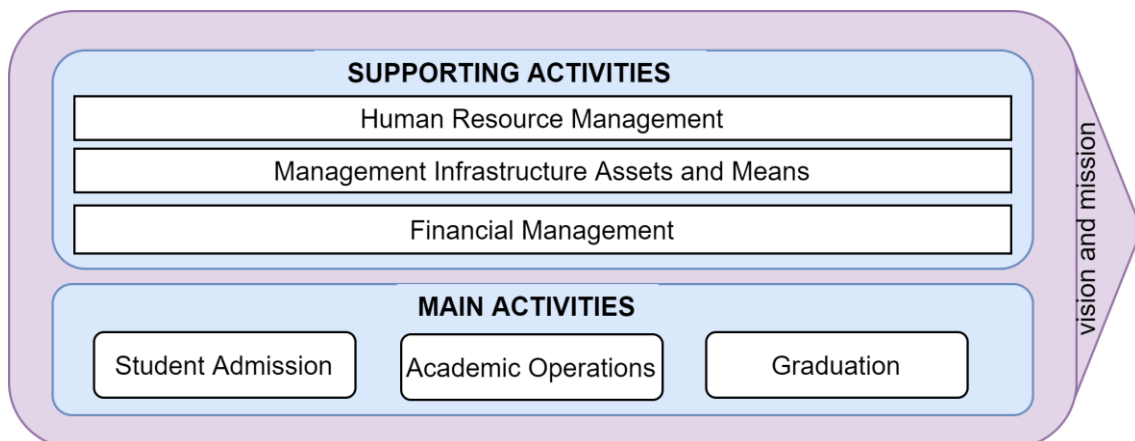 SUPPORTING ACTIVITIES
Human Resource Management
Management Infrastructure Assets and Means
Financial Management
MAIN ACTIVITIES
Student Admission
Academic Operations
Graduation
vision and mission